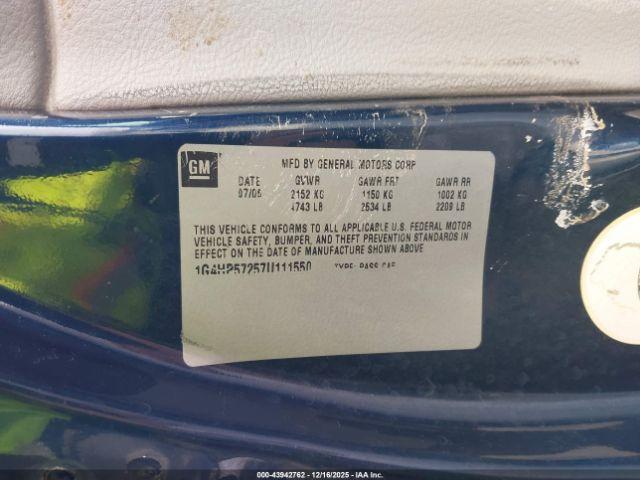 GM
MFD BY GENERAL MOTORS CORP
DATE GVWR GAWR FRT GAWR RR
07/06 2152 KG 1150 KG 1002 KG
4743 LB 2534 LB 2209 LB
THIS VEHICLE CONFORMS TO ALL APPLICABLE U.S. FEDERAL MOTOR
VEHICLE SAFETY, BUMPER, AND THEFT PREVENTION STANDARDS IN
EFFECT ON THE DATE OF MANUFACTURE SHOWN ABOVE
1G4HP57257U111550 TYPE: PASS CAR
000-43942762 - 12/16/2025 - IAA Inc.